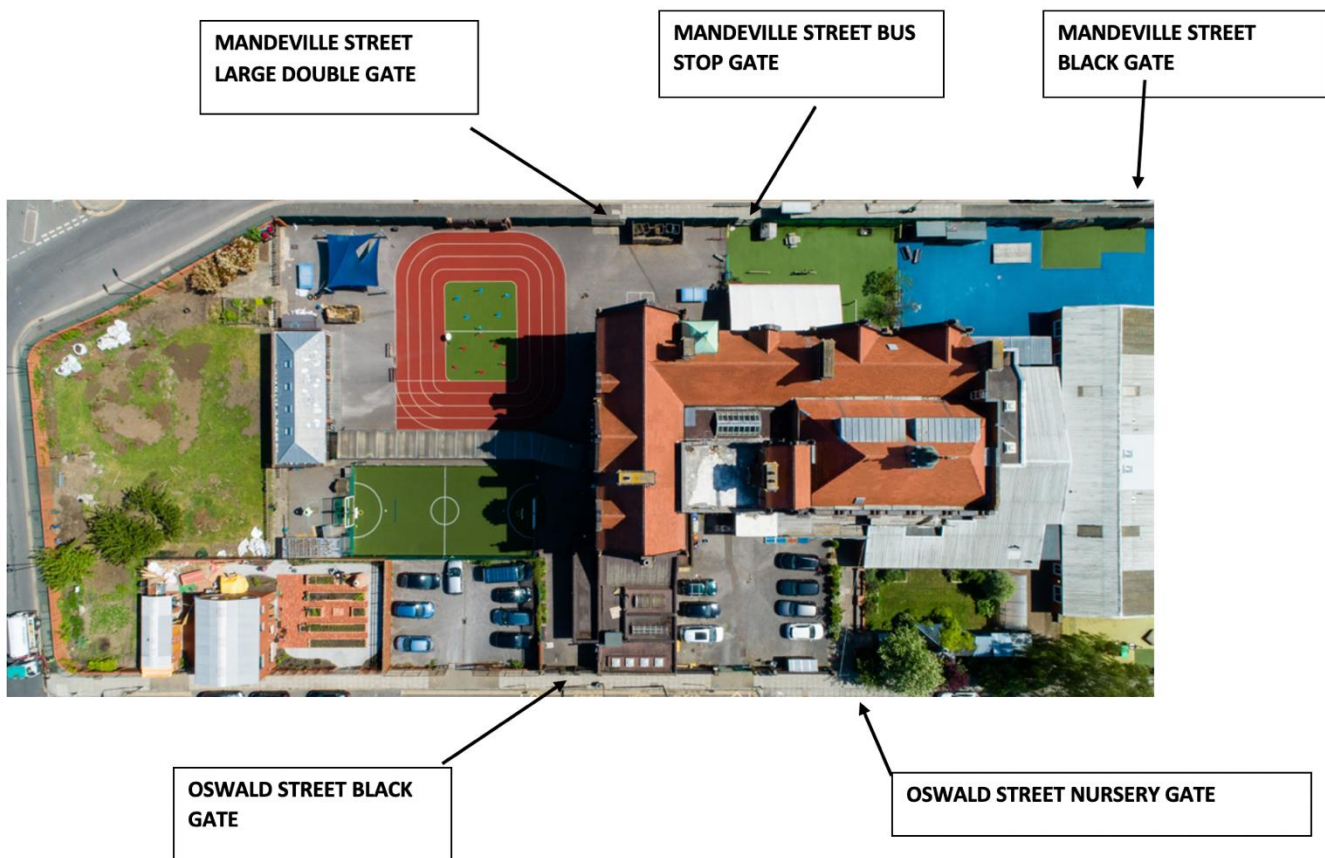 MANDEVILLE STREET
LARGE DOUBLE GATE
MANDEVILLE STREET BUS
STOP GATE
MANDEVILLE STREET
BLACK GATE
OSWALD STREET BLACK
GATE
OSWALD STREET NURSERY GATE